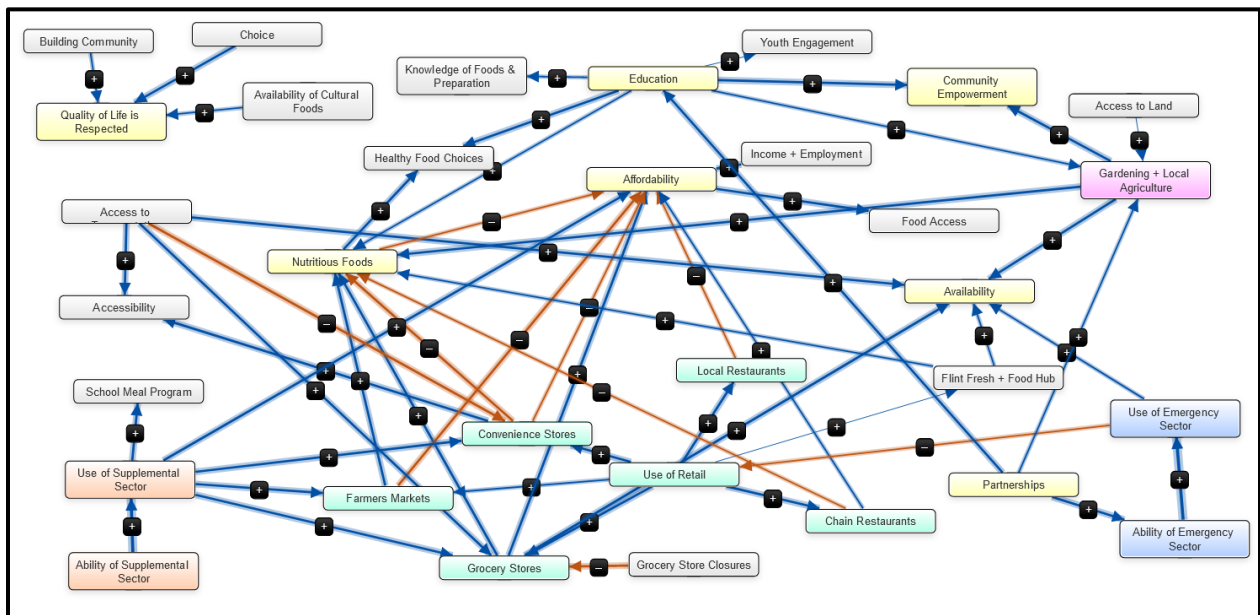 Building Community
Choice
Youth Engagement
Knowledge of Foods &
Preparation
Education
Community
Empowerment
Availability of Cultural
Foods
Quality of Life is
Respected
Access to Land
Healthy Food Choices
Income + Employment
Affordability
Gardening + Local
Agriculture
Access to
Food Access
Nutritious Foods
Availability
Accessibility
Local Restaurants
Flint Fresh + Food Hub
School Meal Program
Use of Emergency
Sector
Convenience Stores
Use of Supplemental
Sector
Use of Retail
Partnerships
Farmers Markets
Chain Restaurants
Ability of Emergency
Sector
Ability of Supplemental
Sector
Grocery Stores
Grocery Store Closures